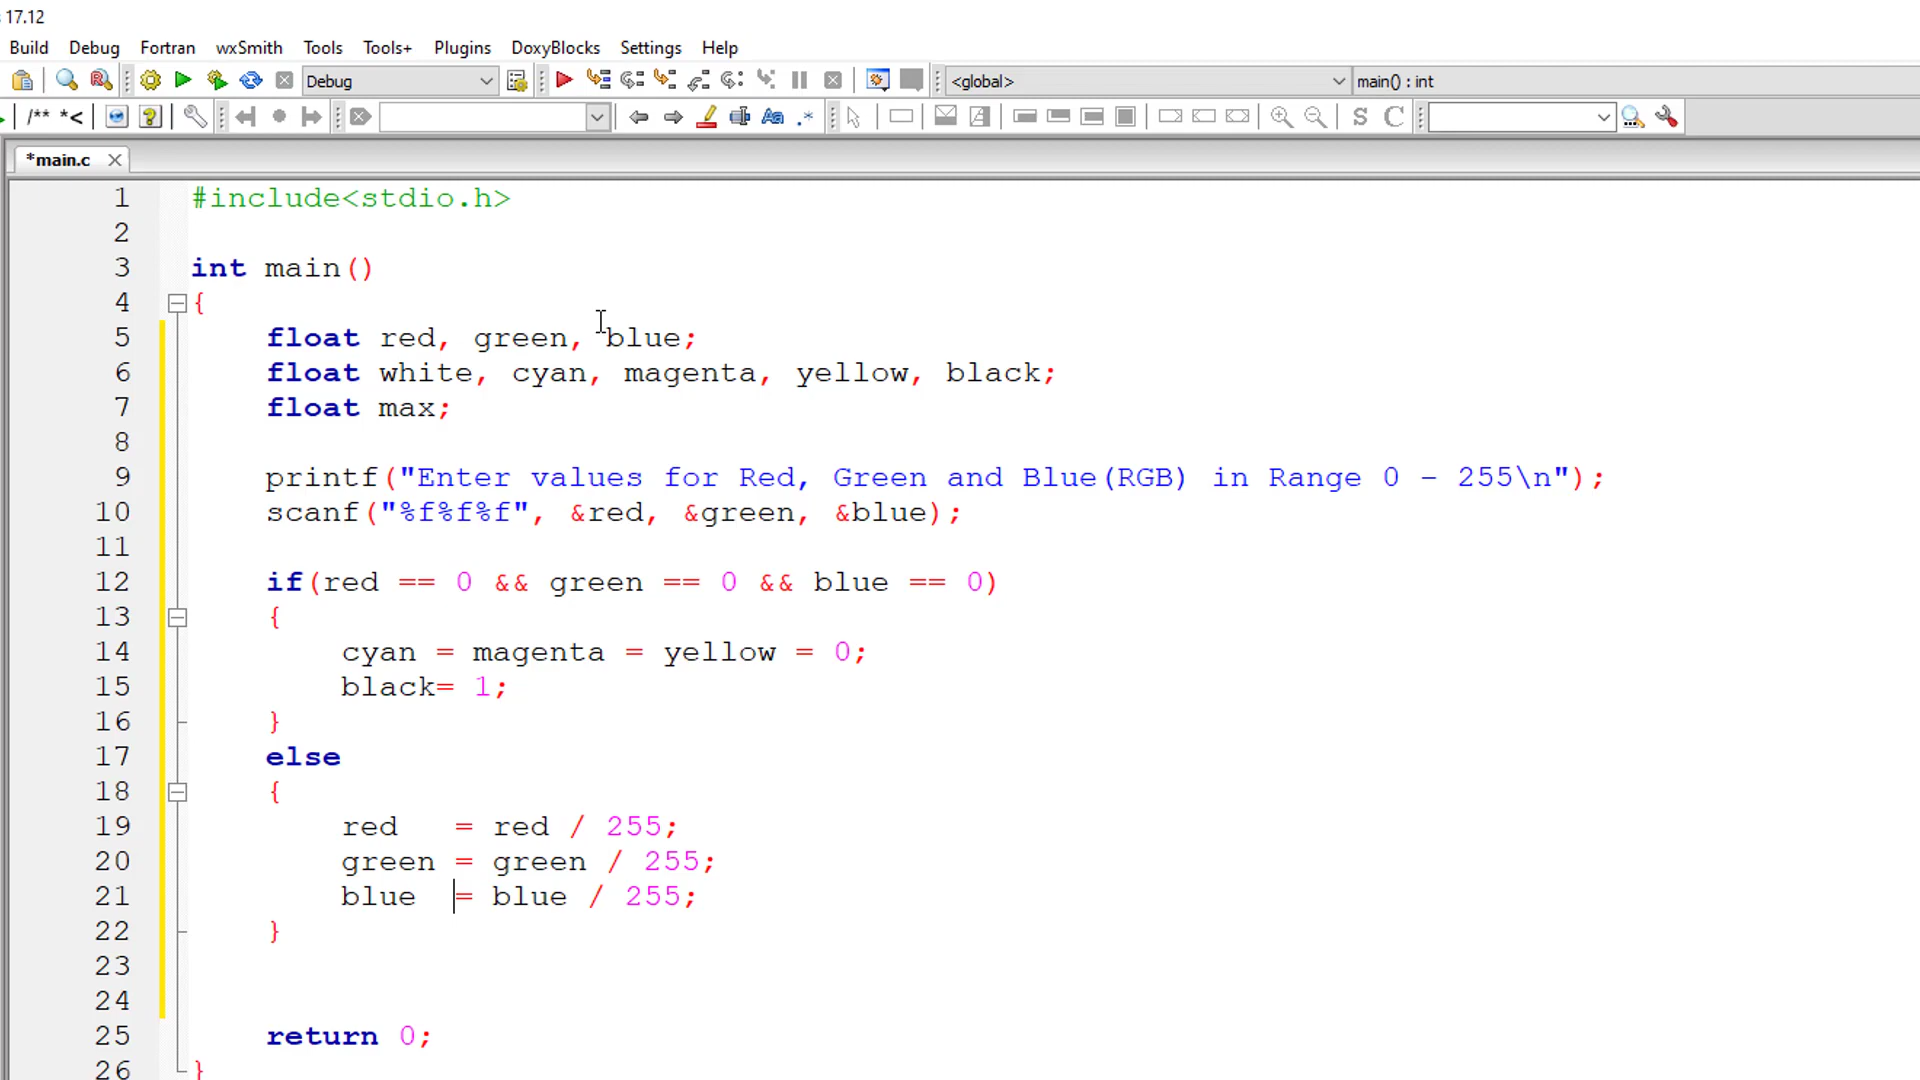 s 17.12
Build Debug Fortran wxSmith Tools Tools+ Plugins DoxyBlocks Settings Help
Debug <global> main() : int
/** *< Aa .* S C
*main.c
1 #include<stdio.h>
2
3 int main()
4 {
5 float red, green, blue;
6 float white, cyan, magenta, yellow, black;
7 float max;
8
9 printf("Enter values for Red, Green and Blue(RGB) in Range 0 - 255\n");
10 scanf("%f%f%f", &red, &green, &blue);
11
12 if(red == 0 && green == 0 && blue == 0)
13 {
14 cyan = magenta = yellow = 0;
15 black= 1;
16 }
17 else
18 {
19 red   = red / 255;
20 green = green / 255;
21 blue  = blue / 255;
22 }
23
24
25 return 0;
26 }